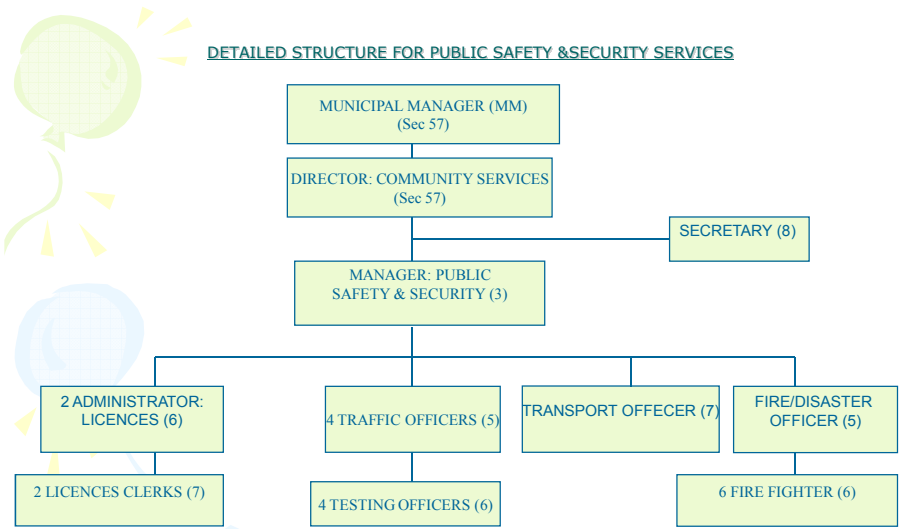 DETAILED STRUCTURE FOR PUBLIC SAFETY &SECURITY SERVICES
MUNICIPAL MANAGER (MM)
(Sec 57)
DIRECTOR: COMMUNITY SERVICES
(Sec 57)
SECRETARY (8)
MANAGER: PUBLIC
SAFETY & SECURITY (3)
2 ADMINISTRATOR:
LICENCES (6)
4 TRAFFIC OFFICERS (5)
TRANSPORT OFFECER (7)
FIRE/DISASTER
OFFICER (5)
2 LICENCES CLERKS (7)
4 TESTING OFFICERS (6)
6 FIRE FIGHTER (6)